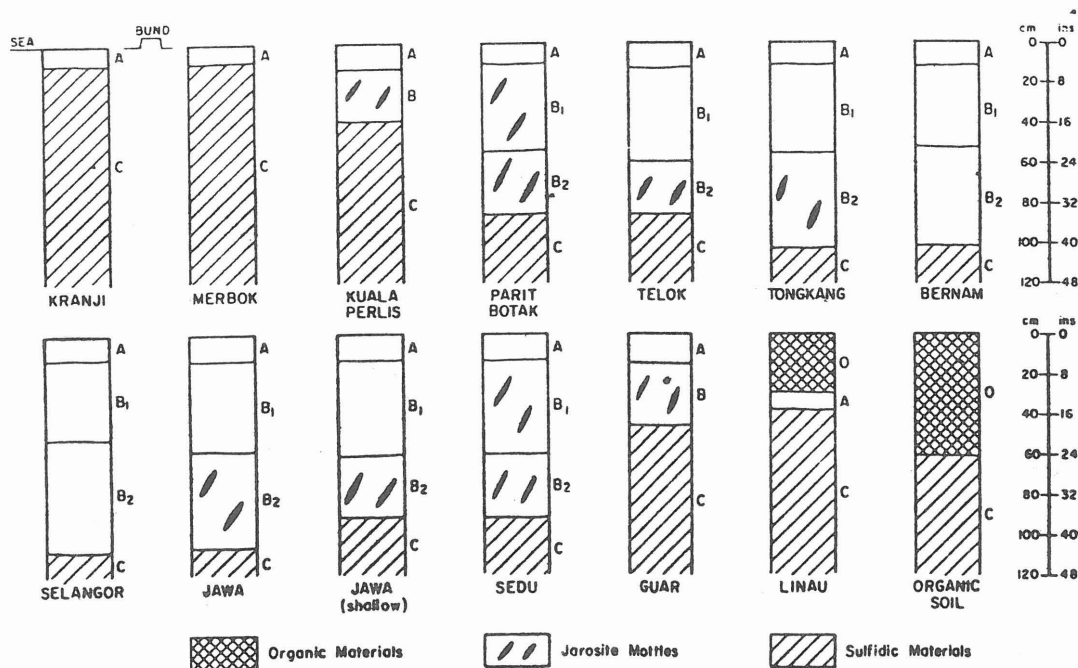 SEA
BUND
cm ins
A
C
KRANJI
A
C
MERBOK
A
B
C
KUALA
PERLIS
A
B1
B2
C
PARIT
BOTAK
A
B1
B2
C
TELOK
A
B1
B2
C
TONGKANG
A
B1
B2
C
BERNAM
0 0
20 8
40 16
60 24
80 32
100 40
120 48
cm ins
A
B1
B2
C
SELANGOR
A
B1
B2
C
JAWA
A
B1
B2
C
JAWA
(shallow)
A
B1
B2
C
SEDU
A
B
C
GUAR
O
A
C
LINAU
O
C
ORGANIC
SOIL
0 0
20 8
40 16
60 24
80 32
100 40
120 48
Organic Materials
Jarosite Mottles
Sulfidic Materials